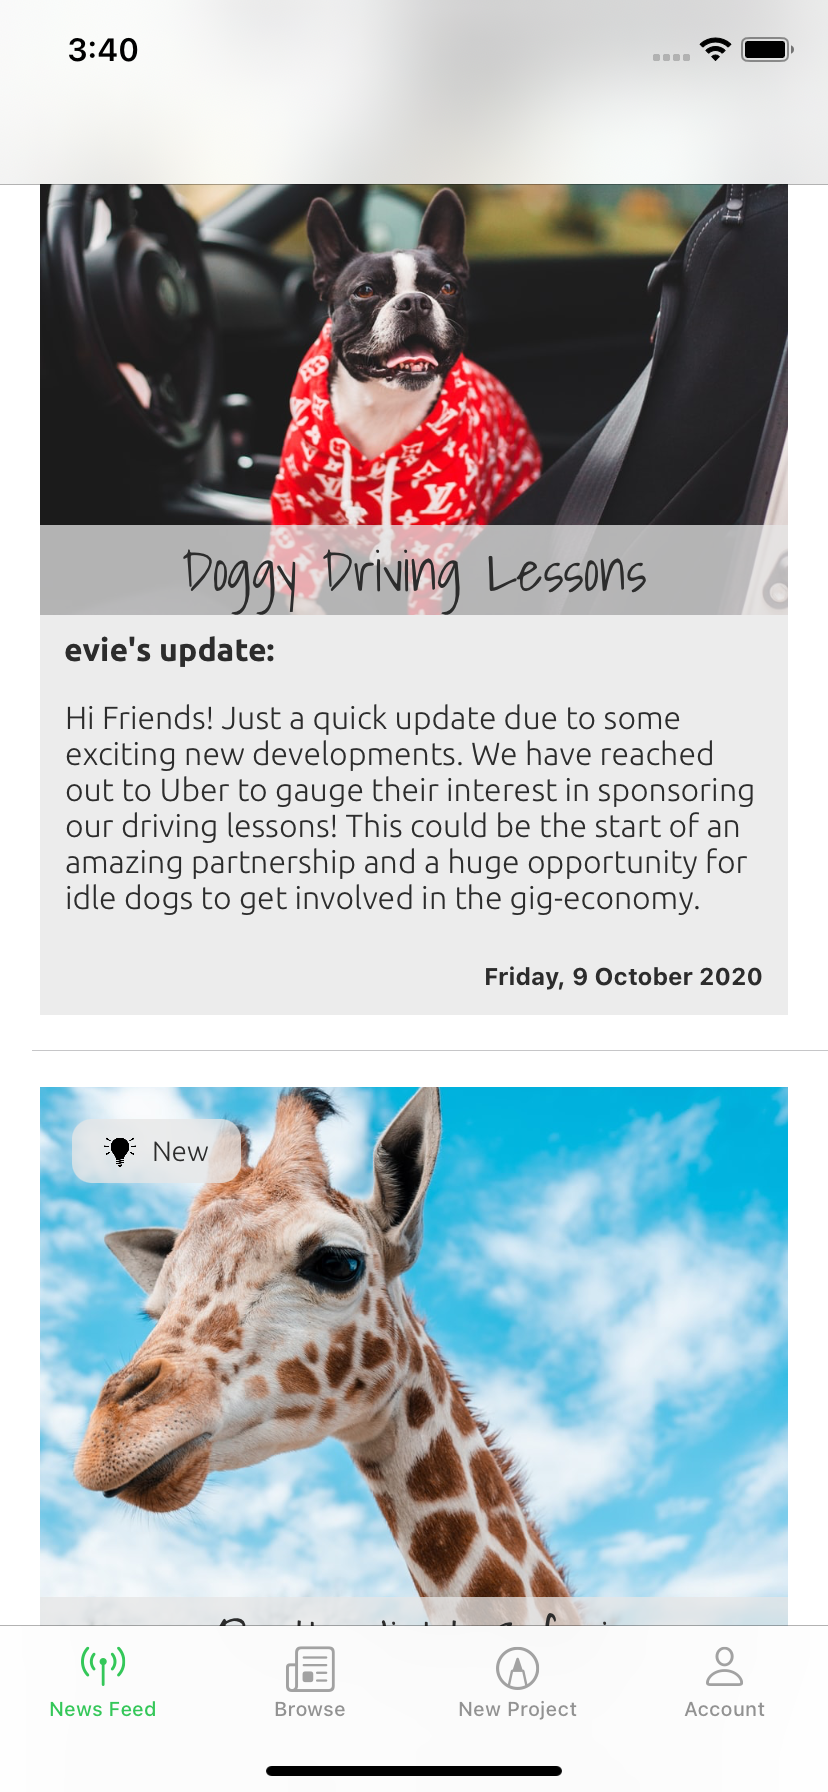 3:40
Doggy Driving Lessons
evie's update:
Hi Friends! Just a quick update due to some
exciting new developments. We have reached
out to Uber to gauge their interest in sponsoring
our driving lessons! This could be the start of an
amazing partnership and a huge opportunity for
idle dogs to get involved in the gig-economy.
Friday, 9 October 2020
New
News Feed
Browse
New Project
Account